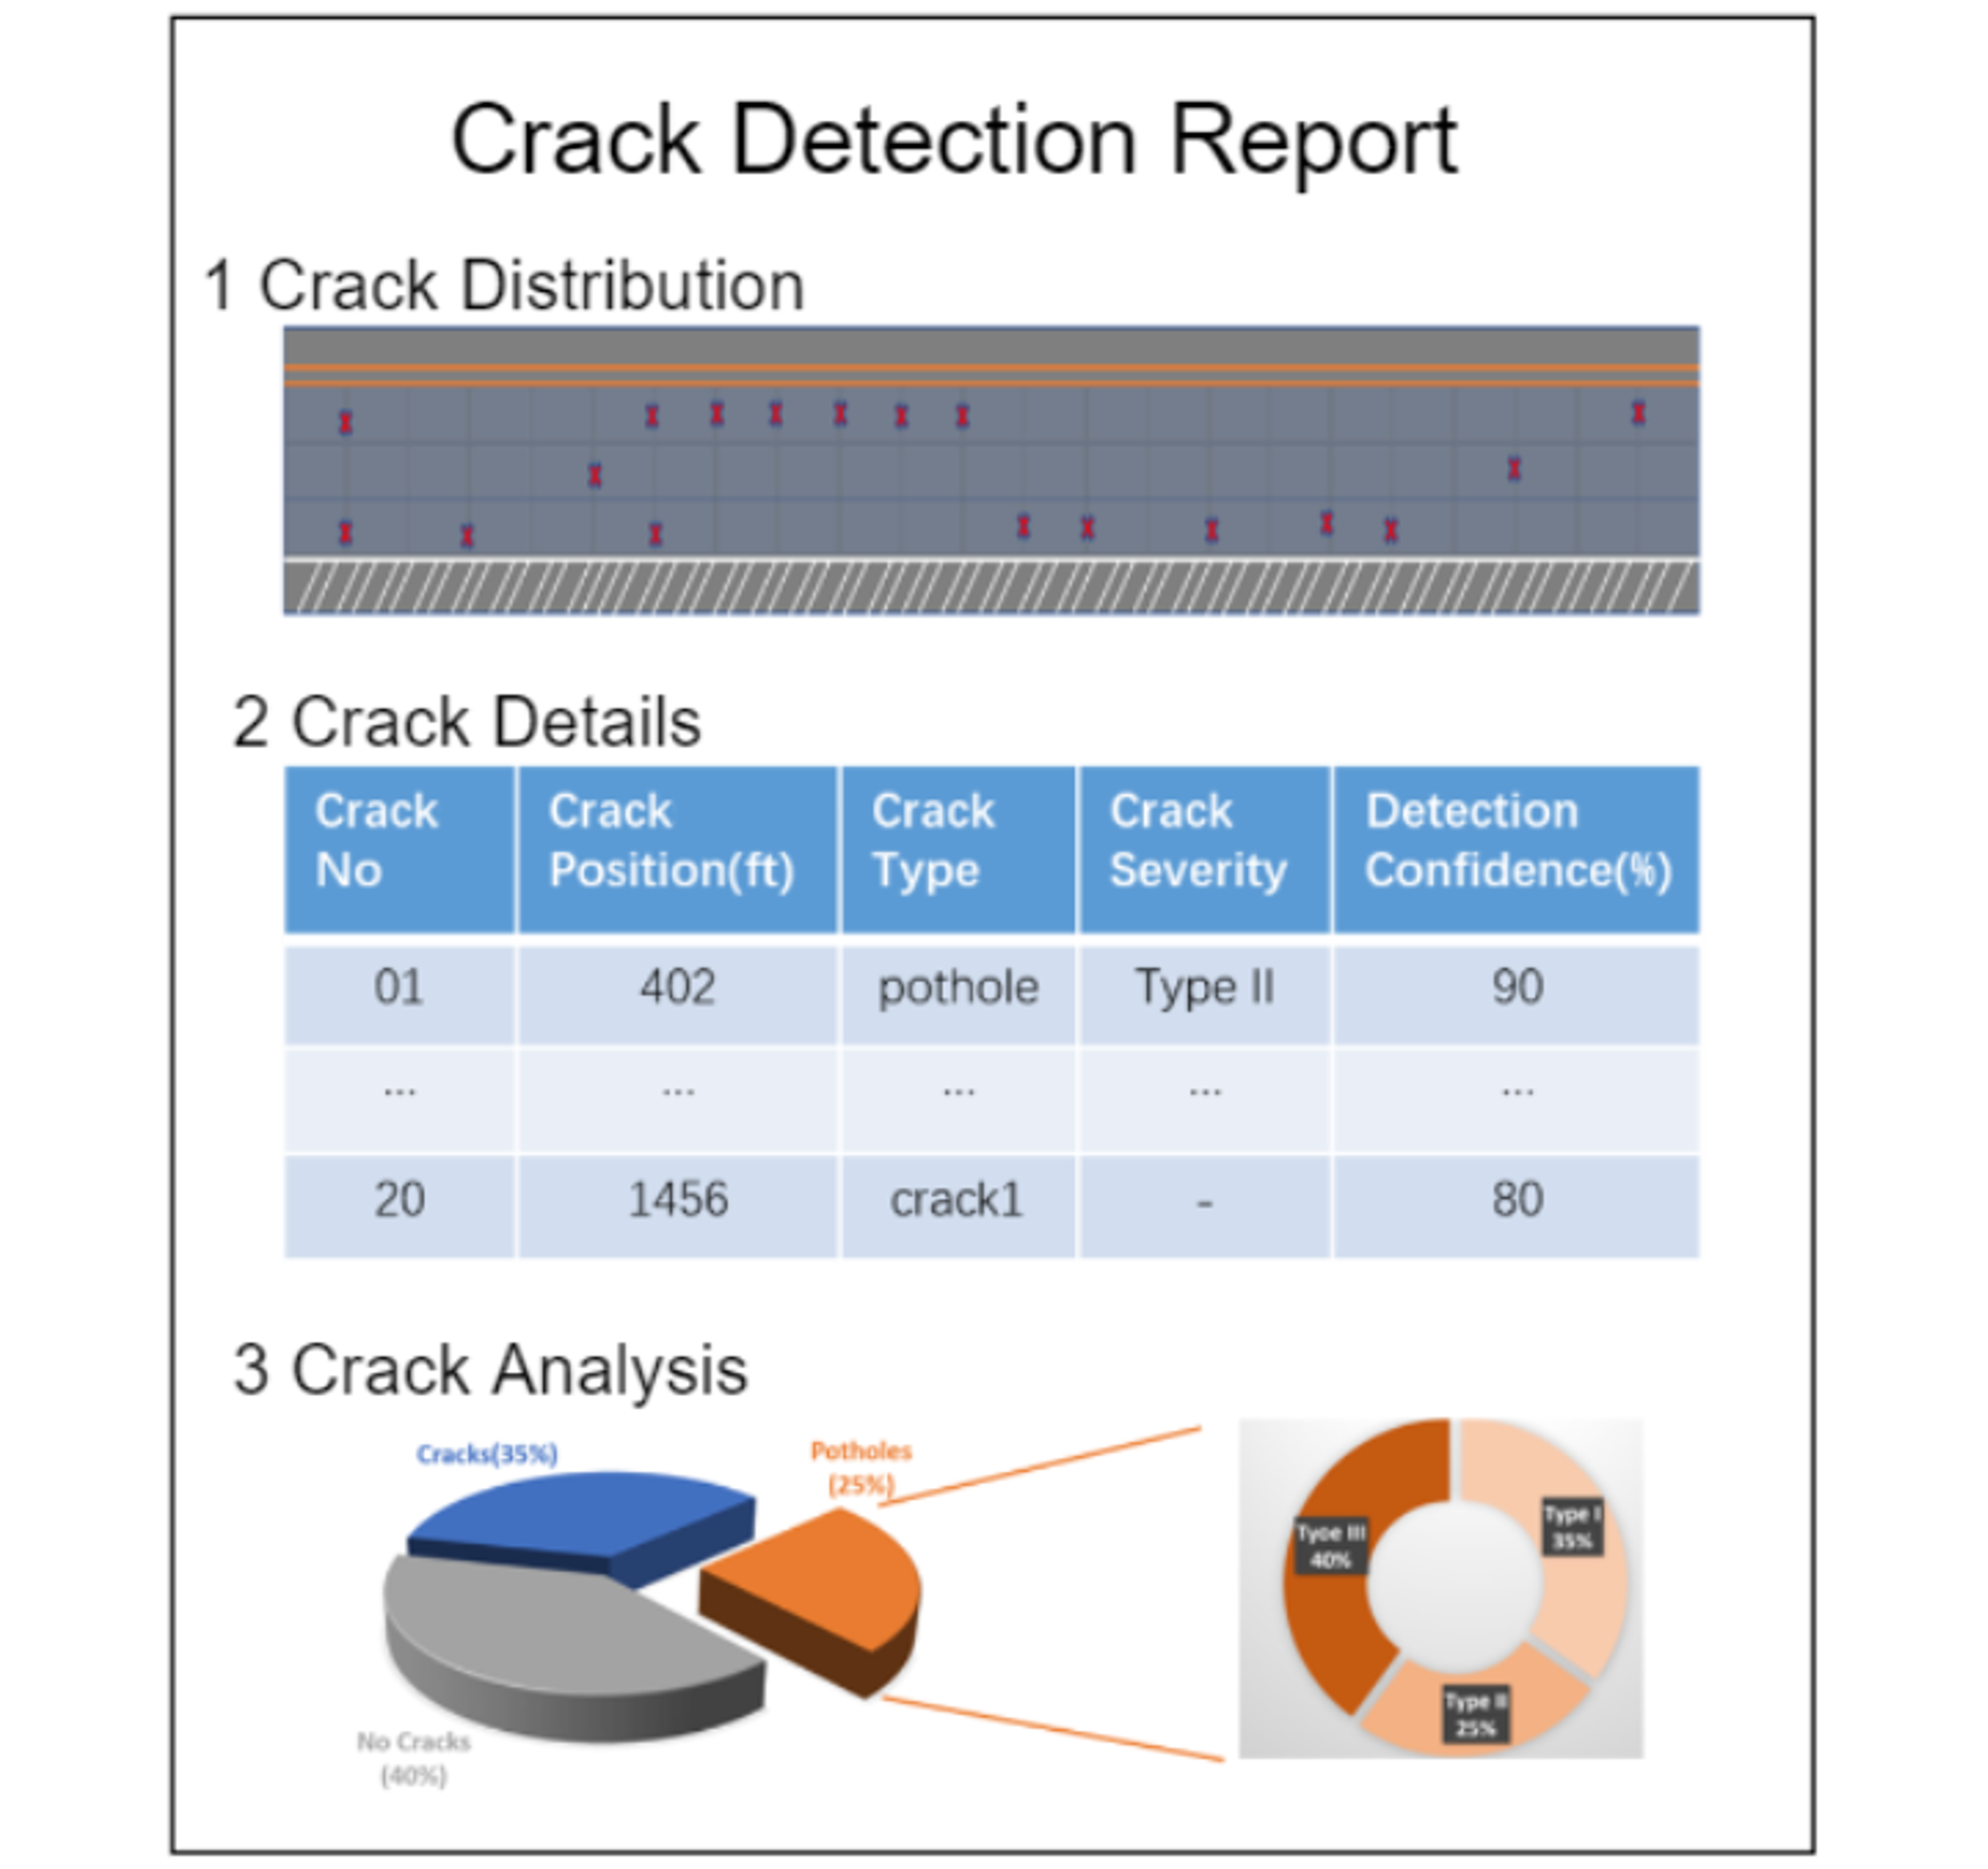 Crack Detection Report
1 Crack Distribution
2 Crack Details
Crack No
Crack Position(ft)
Crack Type
Crack Severity
Detection Confidence(%)
01 402 pothole Type II 90
... ... ... ... ...
20 1456 crack1 - 80
3 Crack Analysis
Cracks(35%)
Potholes
(25%)
No Cracks
(40%)
Type I
35%
Tyoe III
40%
Type II
25%